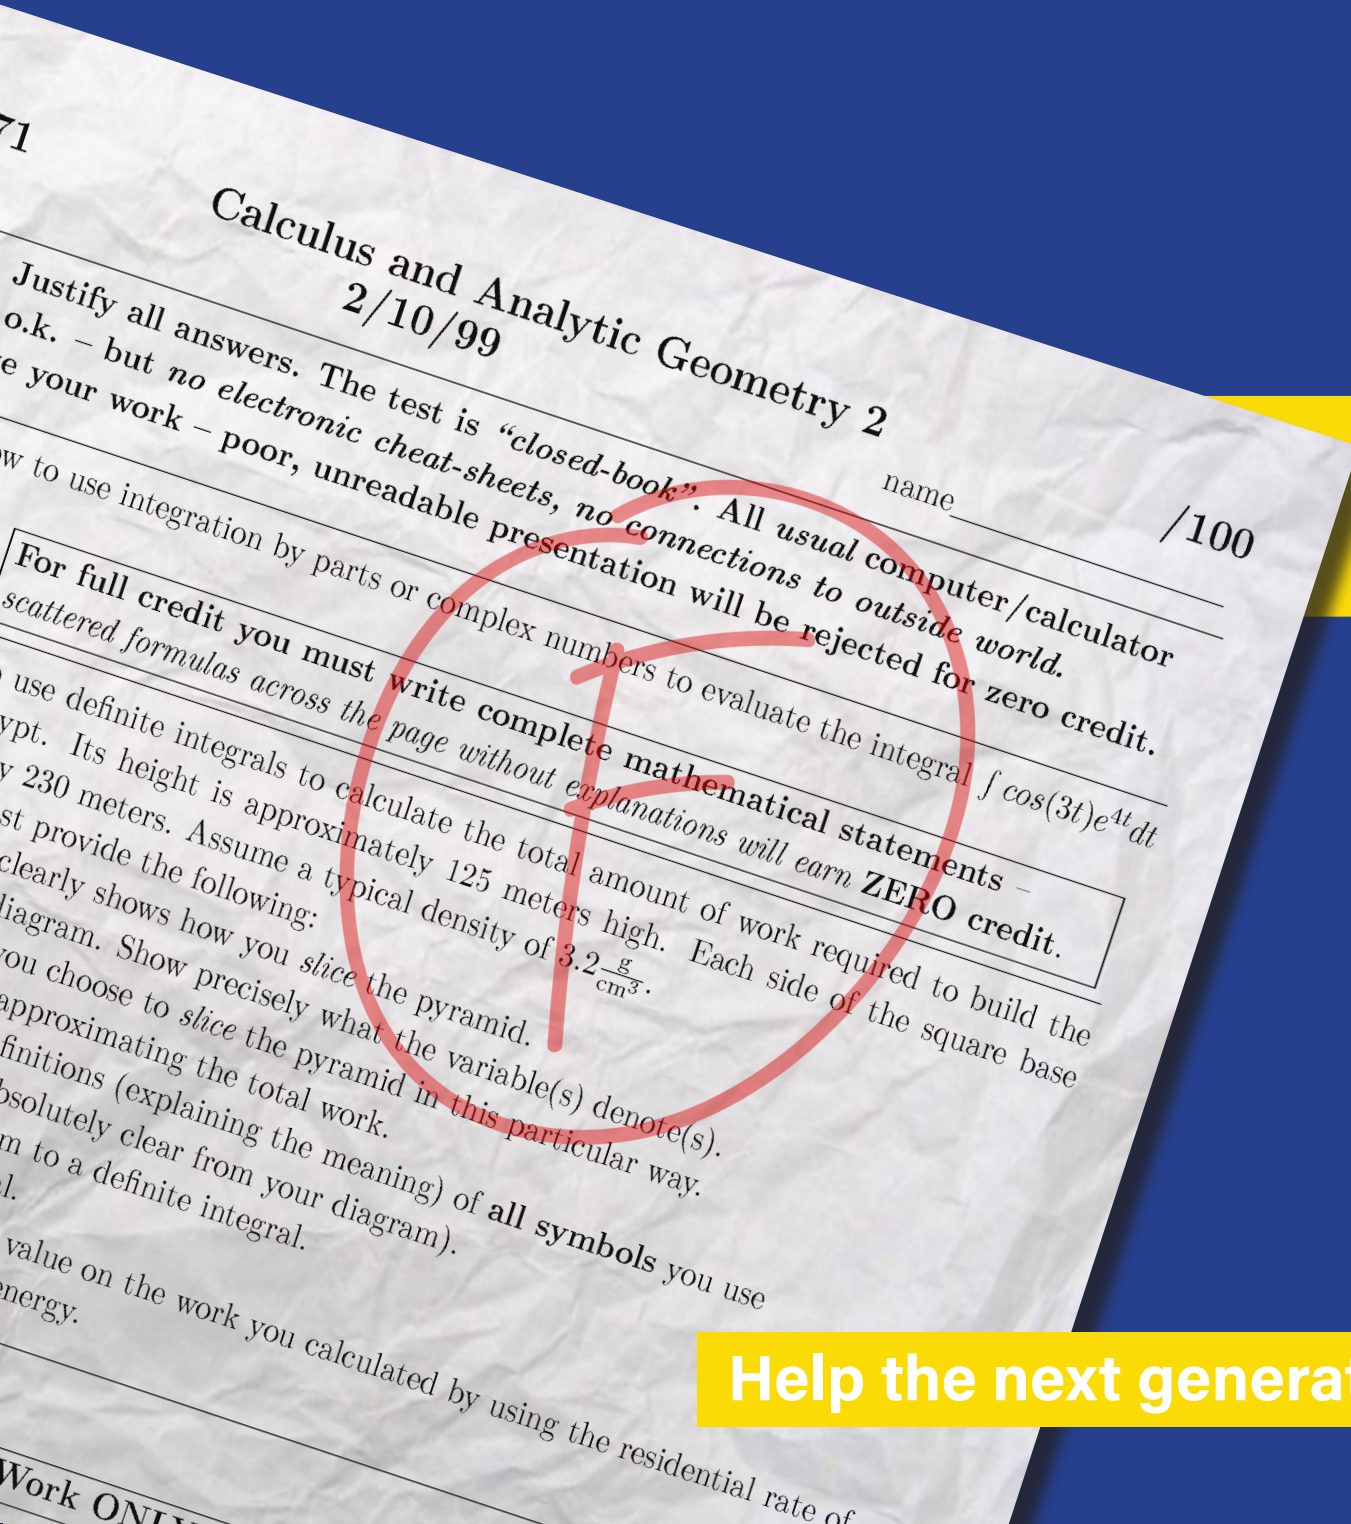 71
Calculus and Analytic Geometry 2
2/10/99
name
/100
Justify all answers. The test is “closed-book”. All usual computer/calculator
o.k. – but no electronic cheat-sheets, no connections to outside world.
your work – poor, unreadable presentation will be rejected for zero credit.
to use integration by parts or complex numbers to evaluate the integral ∫ cos(3t)e⁴ᵗdt
For full credit you must write complete mathematical statements –
scattered formulas across the page without explanations will earn ZERO credit.
use definite integrals to calculate the total amount of work required to build the
ypt. Its height is approximately 125 meters high. Each side of the square base
y 230 meters. Assume a typical density of 3.2 g/cm³.
st provide the following:
clearly shows how you slice the pyramid.
diagram. Show precisely what the variable(s) denote(s).
you choose to slice the pyramid in this particular way.
approximating the total work.
finitions (explaining the meaning) of all symbols you use
bsolutely clear from your diagram).
m to a definite integral.
l.
value on the work you calculated by using the residential rate of
energy.
Work ONLY
F
Help the next generat